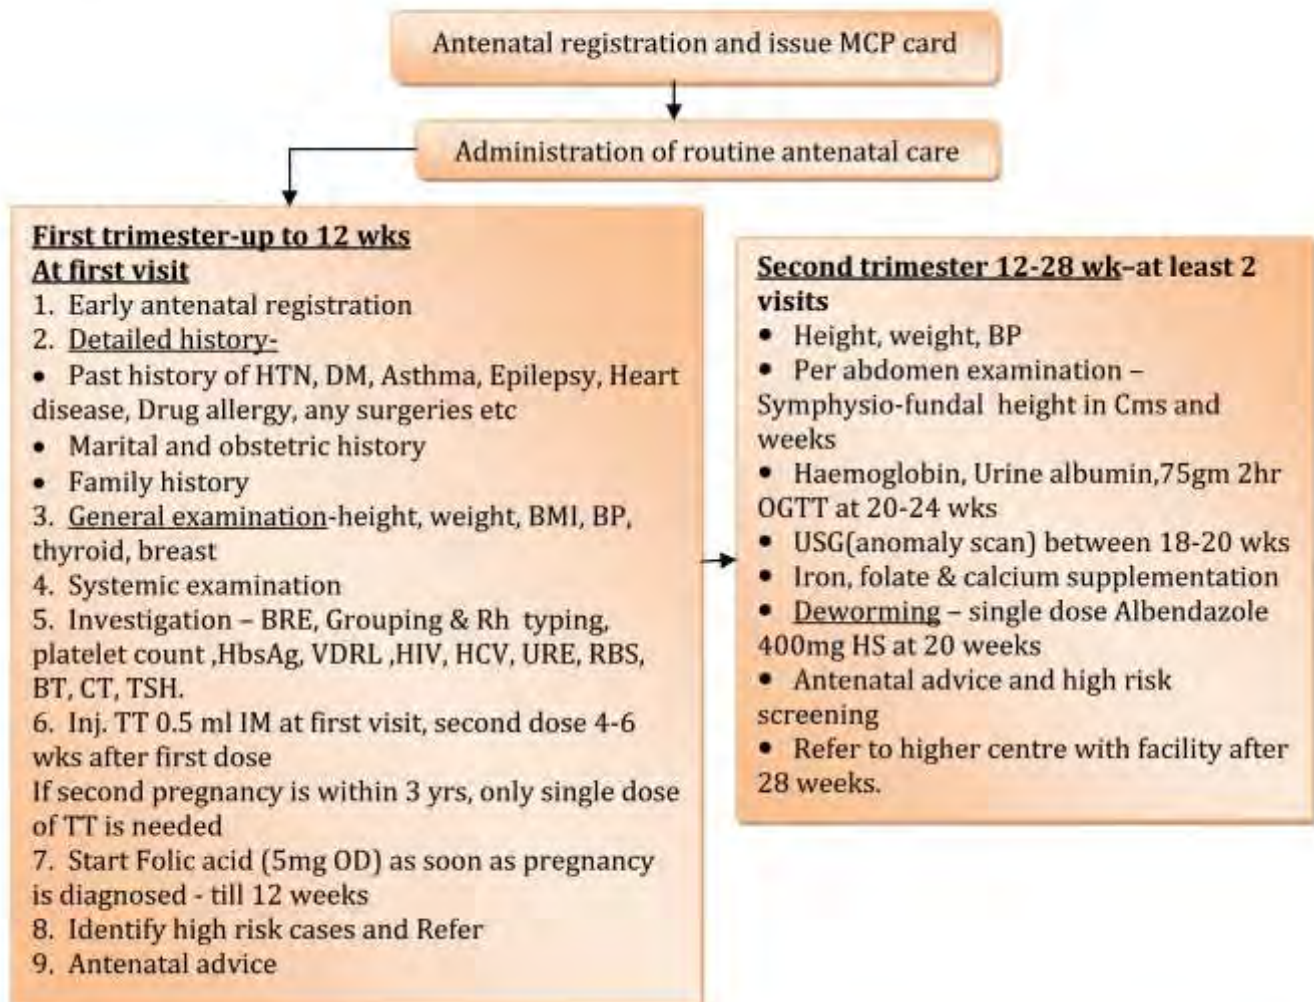 Antenatal registration and issue MCP card
Administration of routine antenatal care
First trimester-up to 12 wks
At first visit
1. Early antenatal registration
2. Detailed history-
• Past history of HTN, DM, Asthma, Epilepsy, Heart
disease, Drug allergy, any surgeries etc
• Marital and obstetric history
• Family history
3. General examination-height, weight, BMI, BP,
thyroid, breast
4. Systemic examination
5. Investigation – BRE, Grouping & Rh typing,
platelet count ,HbsAg, VDRL ,HIV, HCV, URE, RBS,
BT, CT, TSH.
6. Inj. TT 0.5 ml IM at first visit, second dose 4-6
wks after first dose
If second pregnancy is within 3 yrs, only single dose
of TT is needed
7. Start Folic acid (5mg OD) as soon as pregnancy
is diagnosed - till 12 weeks
8. Identify high risk cases and Refer
9. Antenatal advice
Second trimester 12-28 wk–at least 2
visits
• Height, weight, BP
• Per abdomen examination –
Symphysio-fundal height in Cms and
weeks
• Haemoglobin, Urine albumin,75gm 2hr
OGTT at 20-24 wks
• USG(anomaly scan) between 18-20 wks
• Iron, folate & calcium supplementation
• Deworming – single dose Albendazole
400mg HS at 20 weeks
• Antenatal advice and high risk
screening
• Refer to higher centre with facility after
28 weeks.